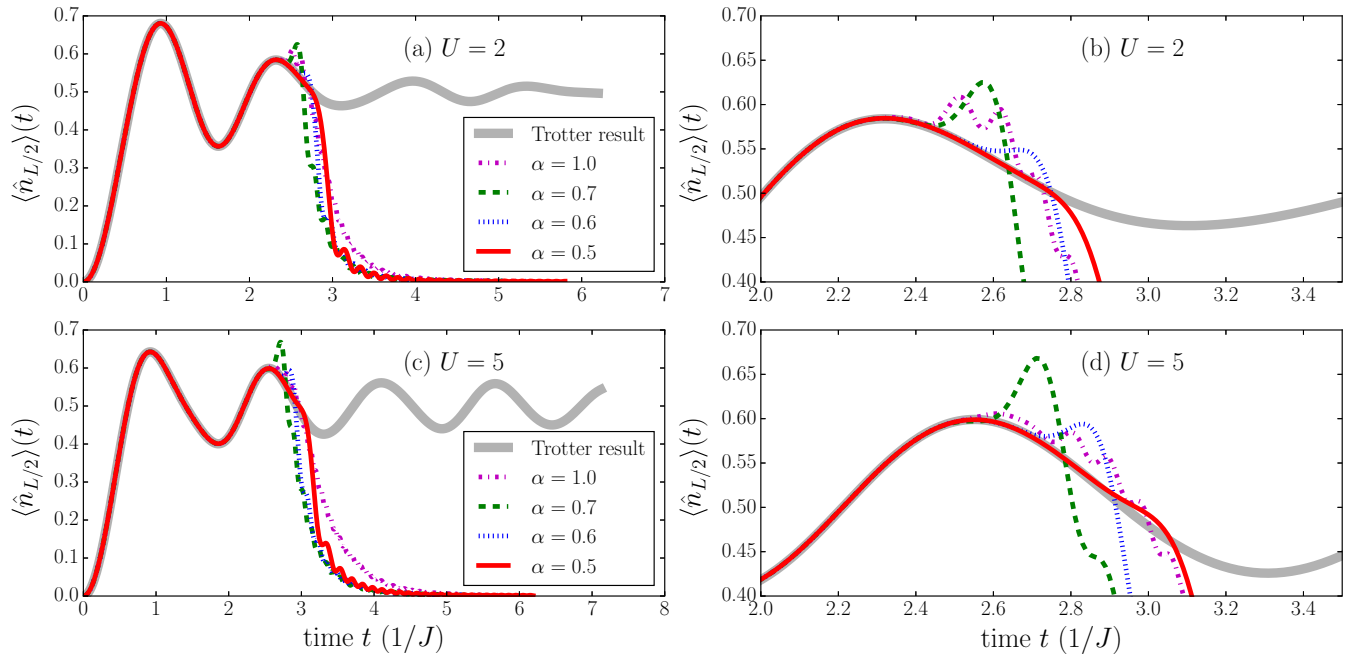 0.7
0.6
0.5
0.4
0.3
0.2
0.1
0.0
⟨n̂_{L/2}⟩(t)
(a) U = 2
Trotter result
α = 1.0
α = 0.7
α = 0.6
α = 0.5
0 1 2 3 4 5 6 7
0.70
0.65
0.60
0.55
0.50
0.45
0.40
⟨n̂_{L/2}⟩(t)
(b) U = 2
2.0 2.2 2.4 2.6 2.8 3.0 3.2 3.4
0.7
0.6
0.5
0.4
0.3
0.2
0.1
0.0
⟨n̂_{L/2}⟩(t)
(c) U = 5
Trotter result
α = 1.0
α = 0.7
α = 0.6
α = 0.5
0 1 2 3 4 5 6 7 8
time t (1/J)
0.70
0.65
0.60
0.55
0.50
0.45
0.40
⟨n̂_{L/2}⟩(t)
(d) U = 5
2.0 2.2 2.4 2.6 2.8 3.0 3.2 3.4
time t (1/J)